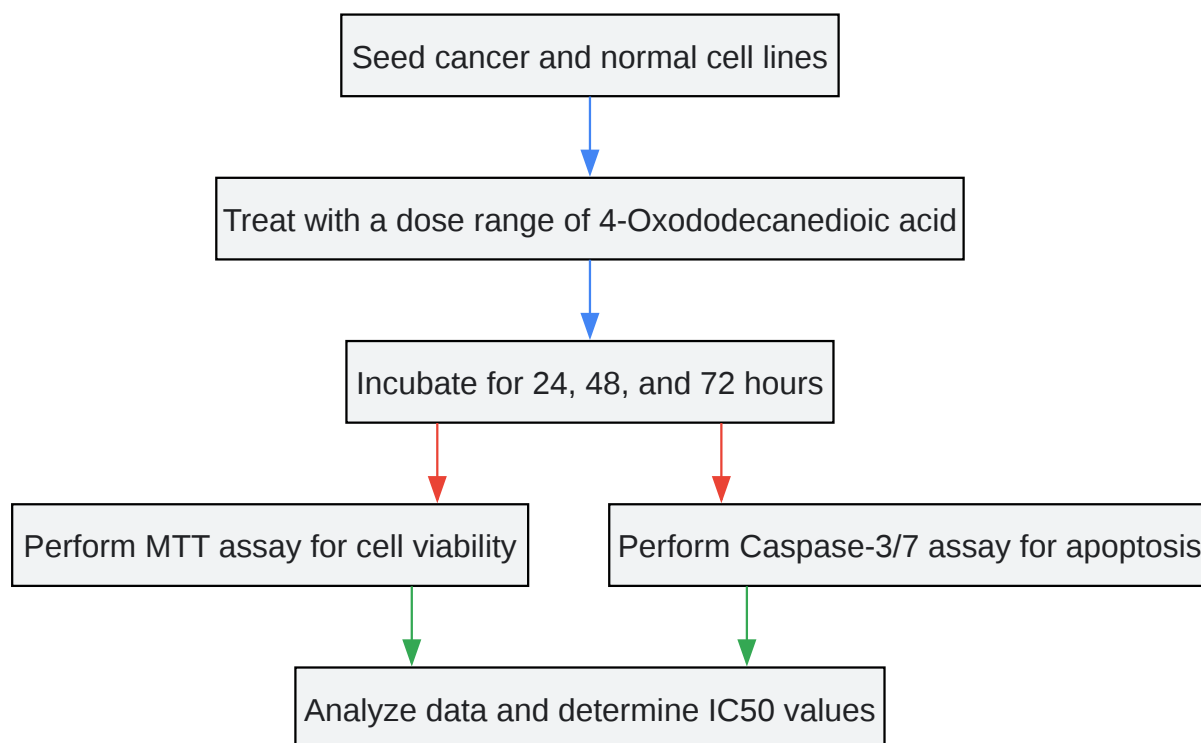 Seed cancer and normal cell lines
Treat with a dose range of 4-Oxododecanedioic acid
Incubate for 24, 48, and 72 hours
Perform MTT assay for cell viability
Perform Caspase-3/7 assay for apoptosis
Analyze data and determine IC50 values